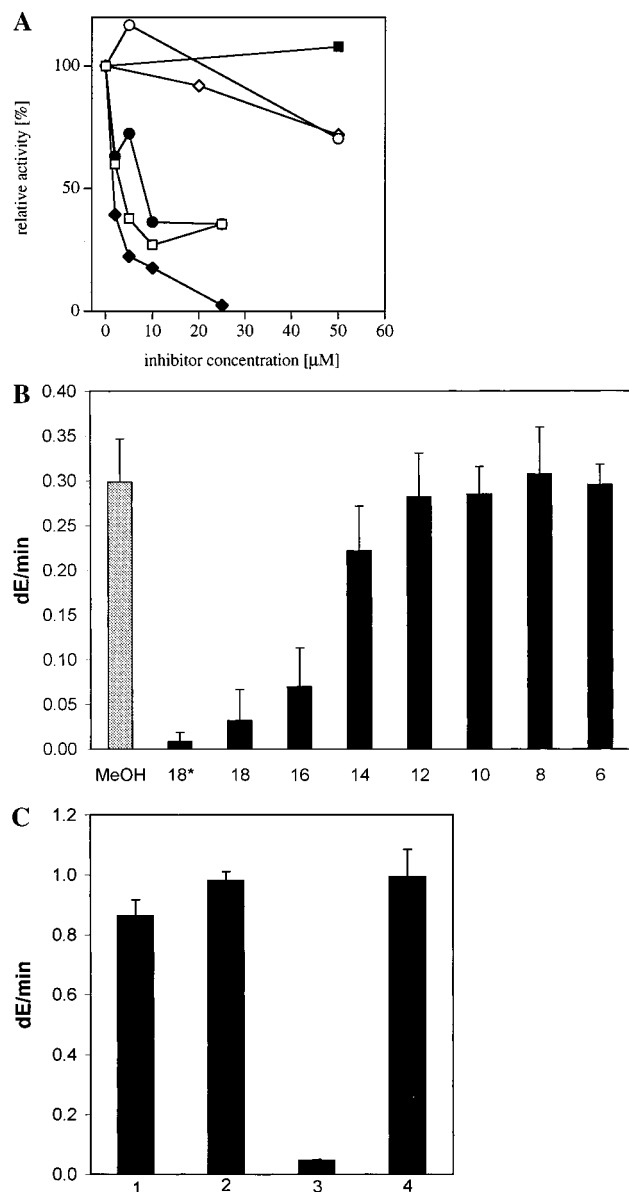 A
relative activity [%]
100
50
0
0 10 20 30 40 50 60
inhibitor concentration [µM]
B
dE/min
0.40
0.35
0.30
0.25
0.20
0.15
0.10
0.05
0.00
MeOH 18* 18 16 14 12 10 8 6
C
dE/min
1.2
1.0
0.8
0.6
0.4
0.2
0.0
1 2 3 4